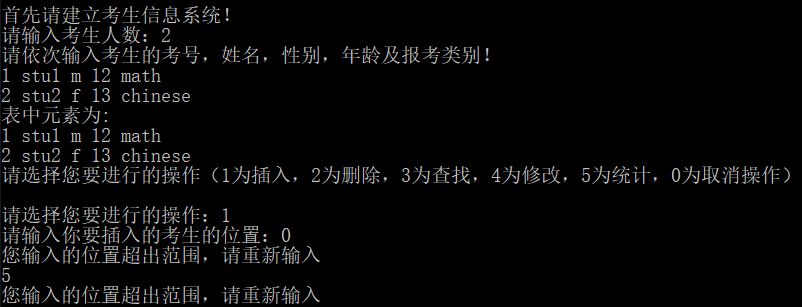 首先请建立考生信息系统!
请输入考生人数: 2
请依次输入考生的考号，姓名，性别，年龄及报考类别!
1 stu1 m 12 math
2 stu2 f 13 chinese
表中元素为:
1 stu1 m 12 math
2 stu2 f 13 chinese
请选择您要进行的操作（1为插入，2为删除，3为查找，4为修改，5为统计，0为取消操作）
请选择您要进行的操作: 1
请输入你要插入的考生的位置: 0
您输入的位置超出范围，请重新输入
5
您输入的位置超出范围，请重新输入